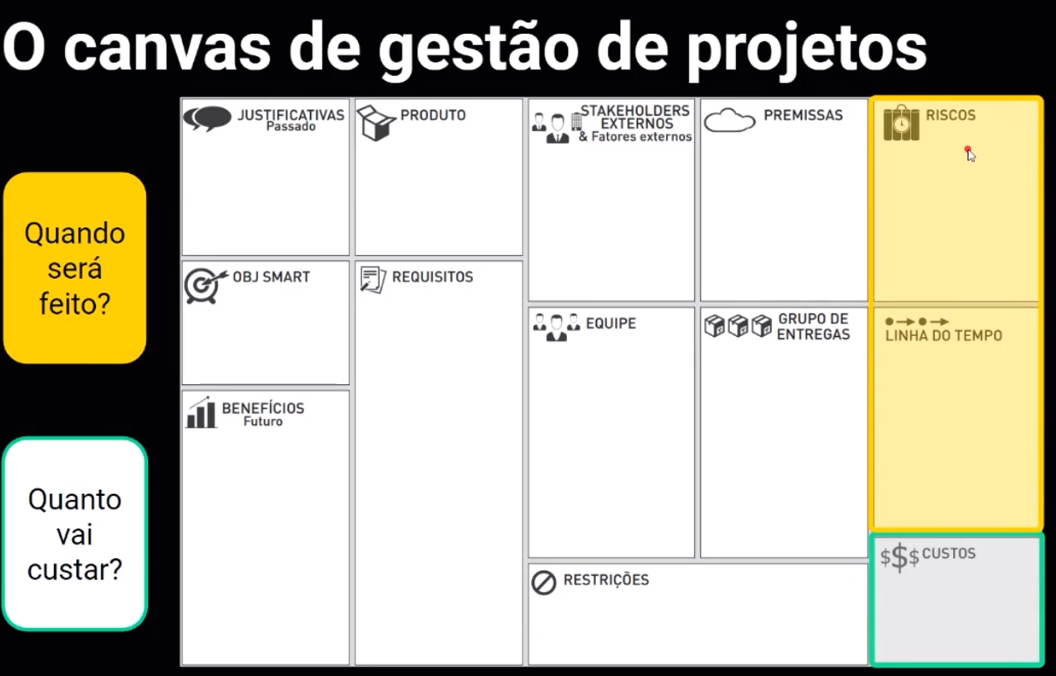 O canvas de gestão de projetos
Quando
será
feito?
Quanto
vai
custar?
JUSTIFICATIVAS
Passado
PRODUTO
STAKEHOLDERS
EXTERNOS
& Fatores externos
PREMISSAS
RISCOS
OBJ SMART
REQUISITOS
EQUIPE
GRUPO DE
ENTREGAS
LINHA DO TEMPO
BENEFÍCIOS
Futuro
RESTRIÇÕES
$$$ CUSTOS